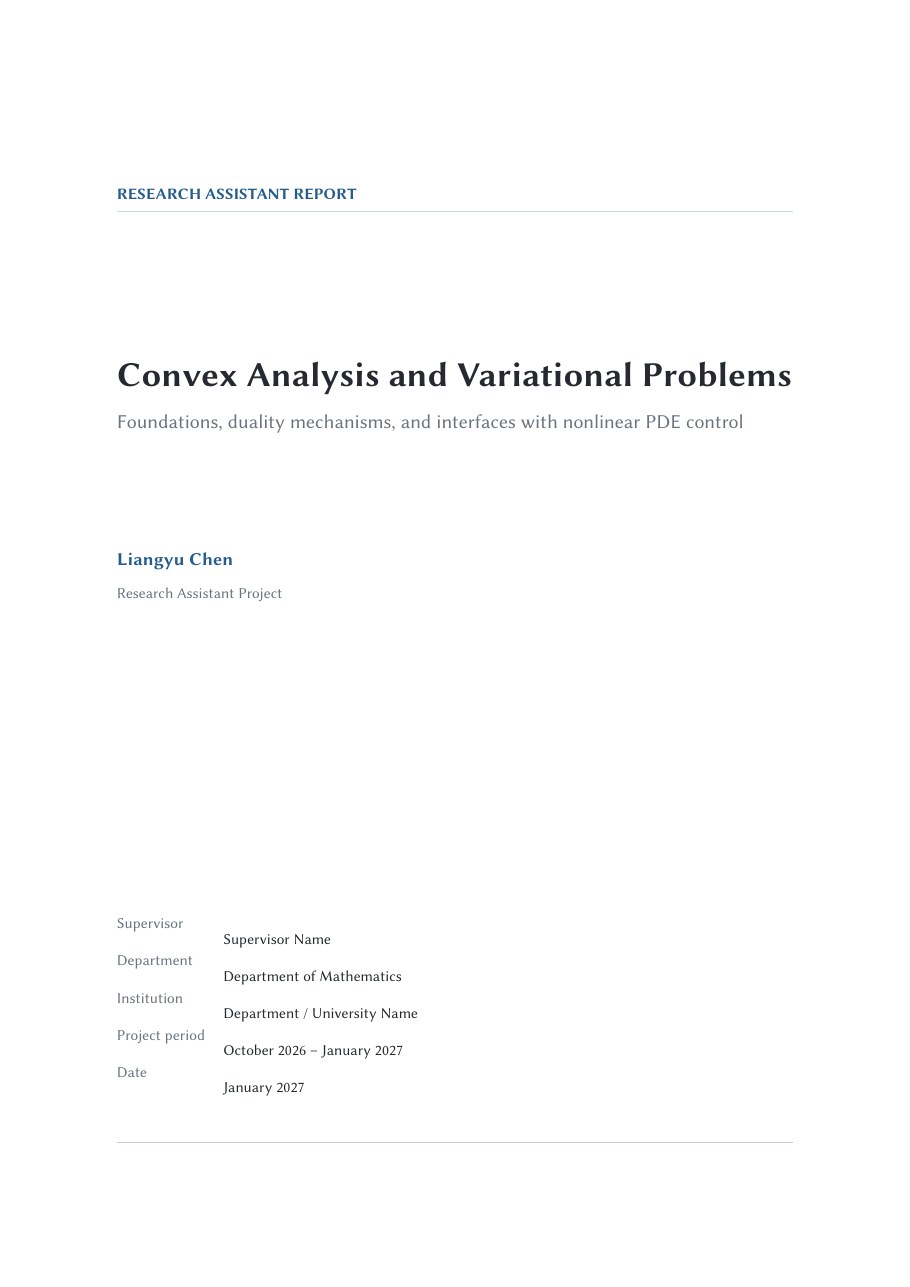 RESEARCH ASSISTANT REPORT
Convex Analysis and Variational Problems
Foundations, duality mechanisms, and interfaces with nonlinear PDE control
Liangyu Chen
Research Assistant Project
Supervisor
Supervisor Name
Department
Department of Mathematics
Institution
Department / University Name
Project period
October 2026 – January 2027
Date
January 2027